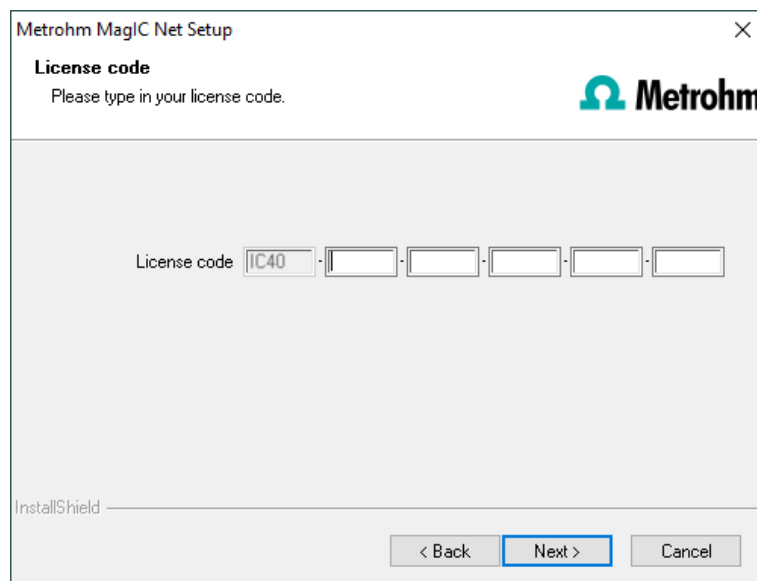 Metrohm MagIC Net Setup
License code
Please type in your license code.
Metrohm
License code IC40 - - - - -
InstallShield
< Back Next > Cancel